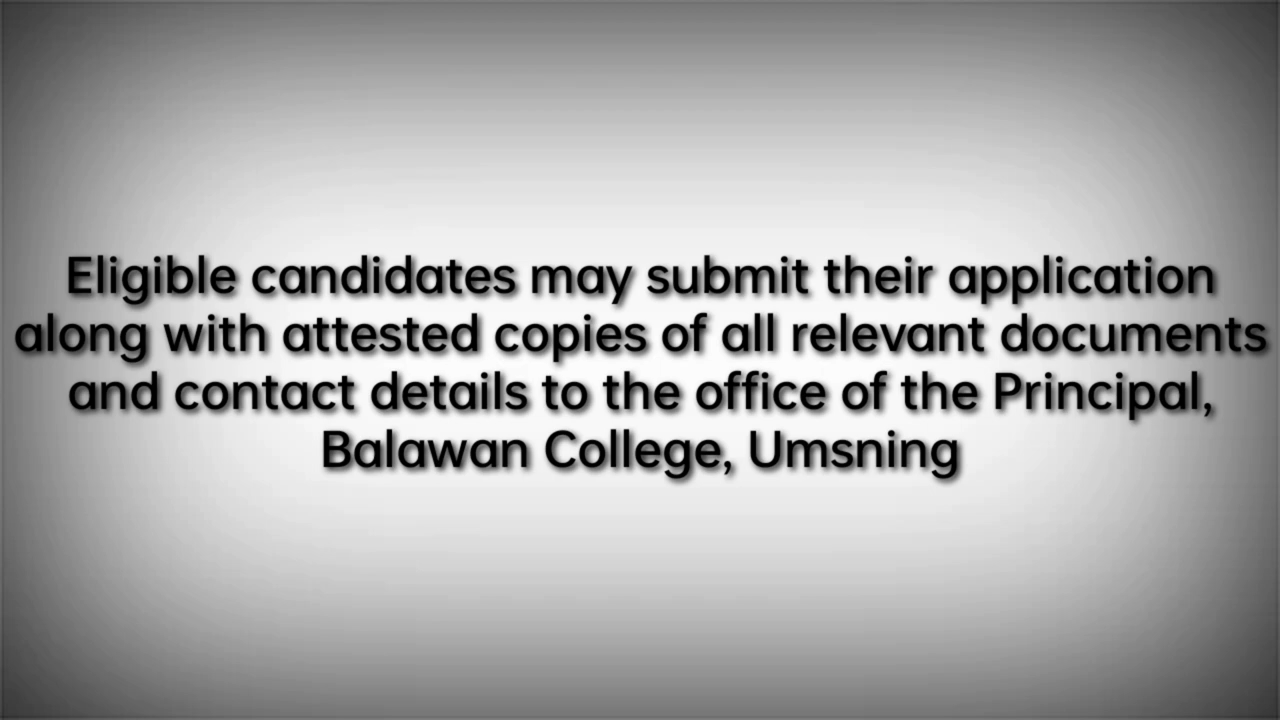 Eligible candidates may submit their application
along with attested copies of all relevant documents
and contact details to the office of the Principal,
Balawan College, Umsning